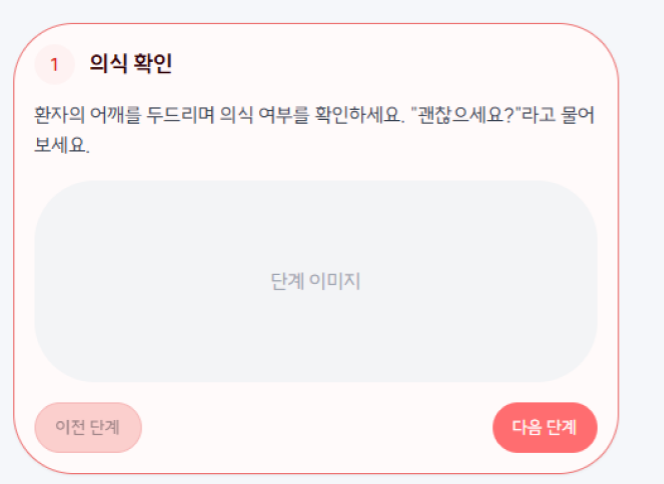 1 의식 확인
환자의 어깨를 두드리며 의식 여부를 확인하세요. "괜찮으세요?"라고 물어
보세요.
단계 이미지
이전 단계
다음 단계